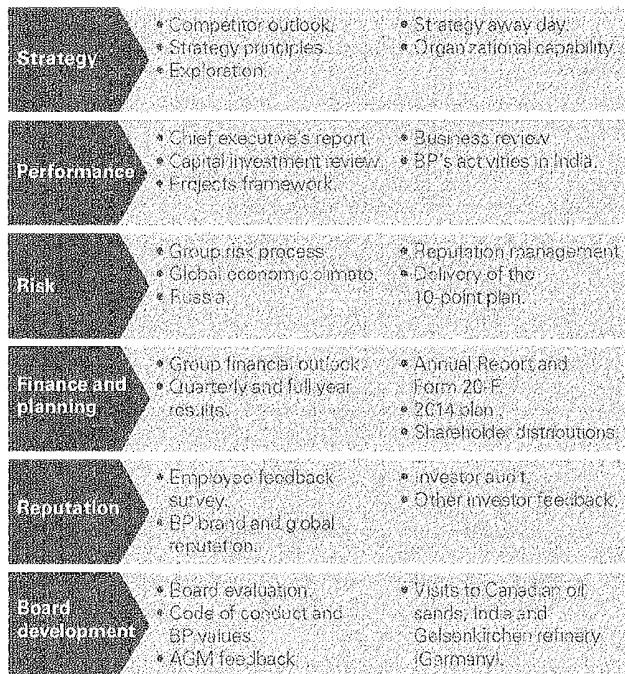 Strategy
• Competitor outlook.
• Strategy principles.
• Exploration.
• Strategy away day.
• Organizational capability.
Performance
• Chief executive's report.
• Capital investment review.
• Projects framework.
• Business review
• BP's activities in India.
Risk
• Group risk process
• Global economic climate.
• Russia.
• Reputation management
• Delivery of the
10-point plan.
Finance and
planning
• Group financial outlook.
• Quarterly and full year
results.
• Annual Report and
Form 20-F
• 2014 plan
• Shareholder distributions.
Reputation
• Employee feedback
survey.
• BP brand and global
reputation.
• Investor audit.
• Other investor feedback.
Board
development
• Board evaluation.
• Code of conduct and
BP values.
• AGM feedback
• Visits to Canadian oil
sands, India and
Gelsenkirchen refinery
(Germany).